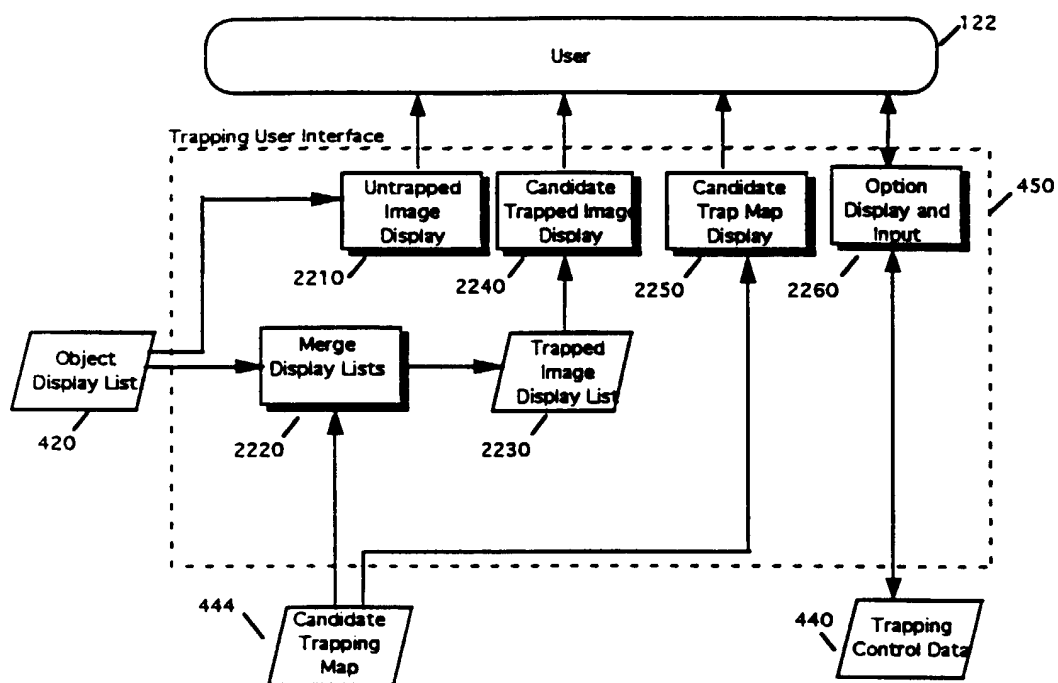 122
User
Trapping User Interface
450
Untrapped
Image
Display
Candidate
Trapped Image
Display
Candidate
Trap Map
Display
Option
Display and
Input
2210
2240
2250
2260
Object
Display List
Merge
Display Lists
Trapped
Image
Display List
420
2220
2230
444
Candidate
Trapping
Map
440
Trapping
Control Data